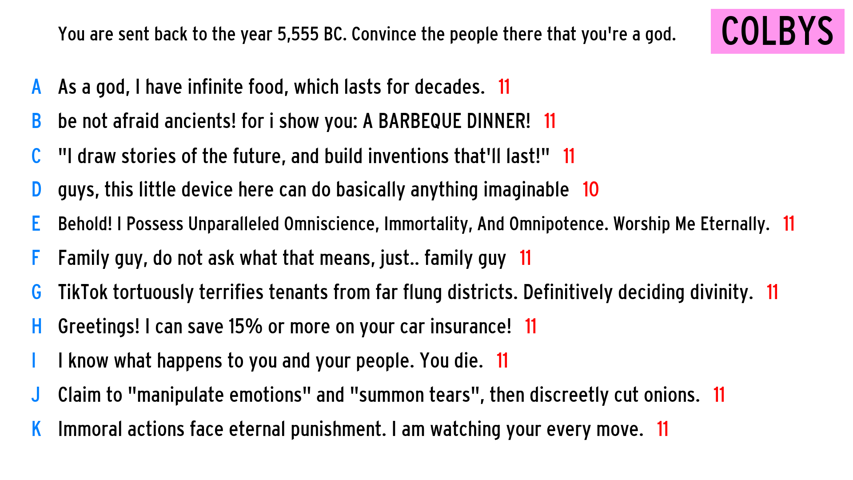 You are sent back to the year 5,555 BC. Convince the people there that you're a god.
COLBYS
A As a god, I have infinite food, which lasts for decades. 11
B be not afraid ancients! for i show you: A BARBEQUE DINNER! 11
C "I draw stories of the future, and build inventions that'll last!" 11
D guys, this little device here can do basically anything imaginable 10
E Behold! I Possess Unparalleled Omniscience, Immortality, And Omnipotence. Worship Me Eternally. 11
F Family guy, do not ask what that means, just.. family guy 11
G TikTok tortuously terrifies tenants from far flung districts. Definitively deciding divinity. 11
H Greetings! I can save 15% or more on your car insurance! 11
I I know what happens to you and your people. You die. 11
J Claim to "manipulate emotions" and "summon tears", then discreetly cut onions. 11
K Immoral actions face eternal punishment. I am watching your every move. 11